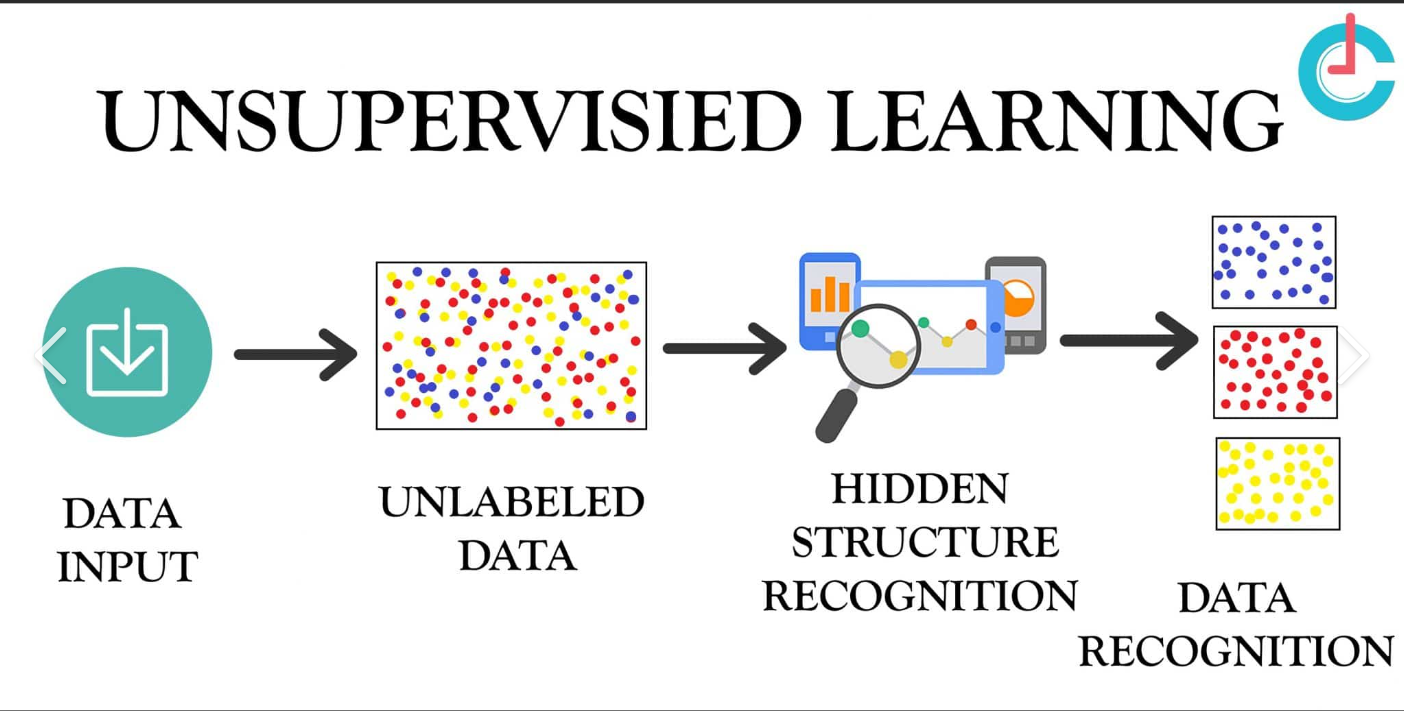 UNSUPERVISIED LEARNING
DATA
INPUT
UNLABELED
DATA
HIDDEN
STRUCTURE
RECOGNITION
DATA
RECOGNITION